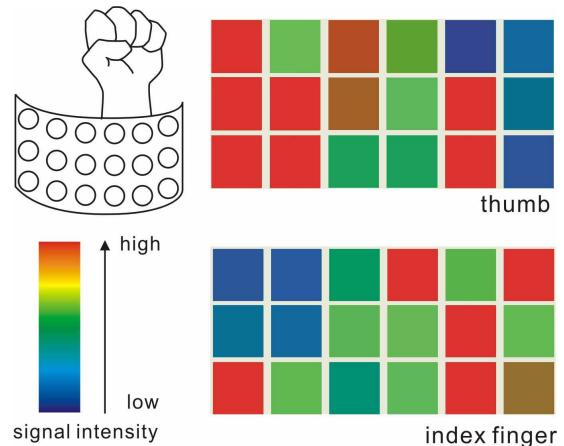 thumb
high
low
signal intensity
index finger